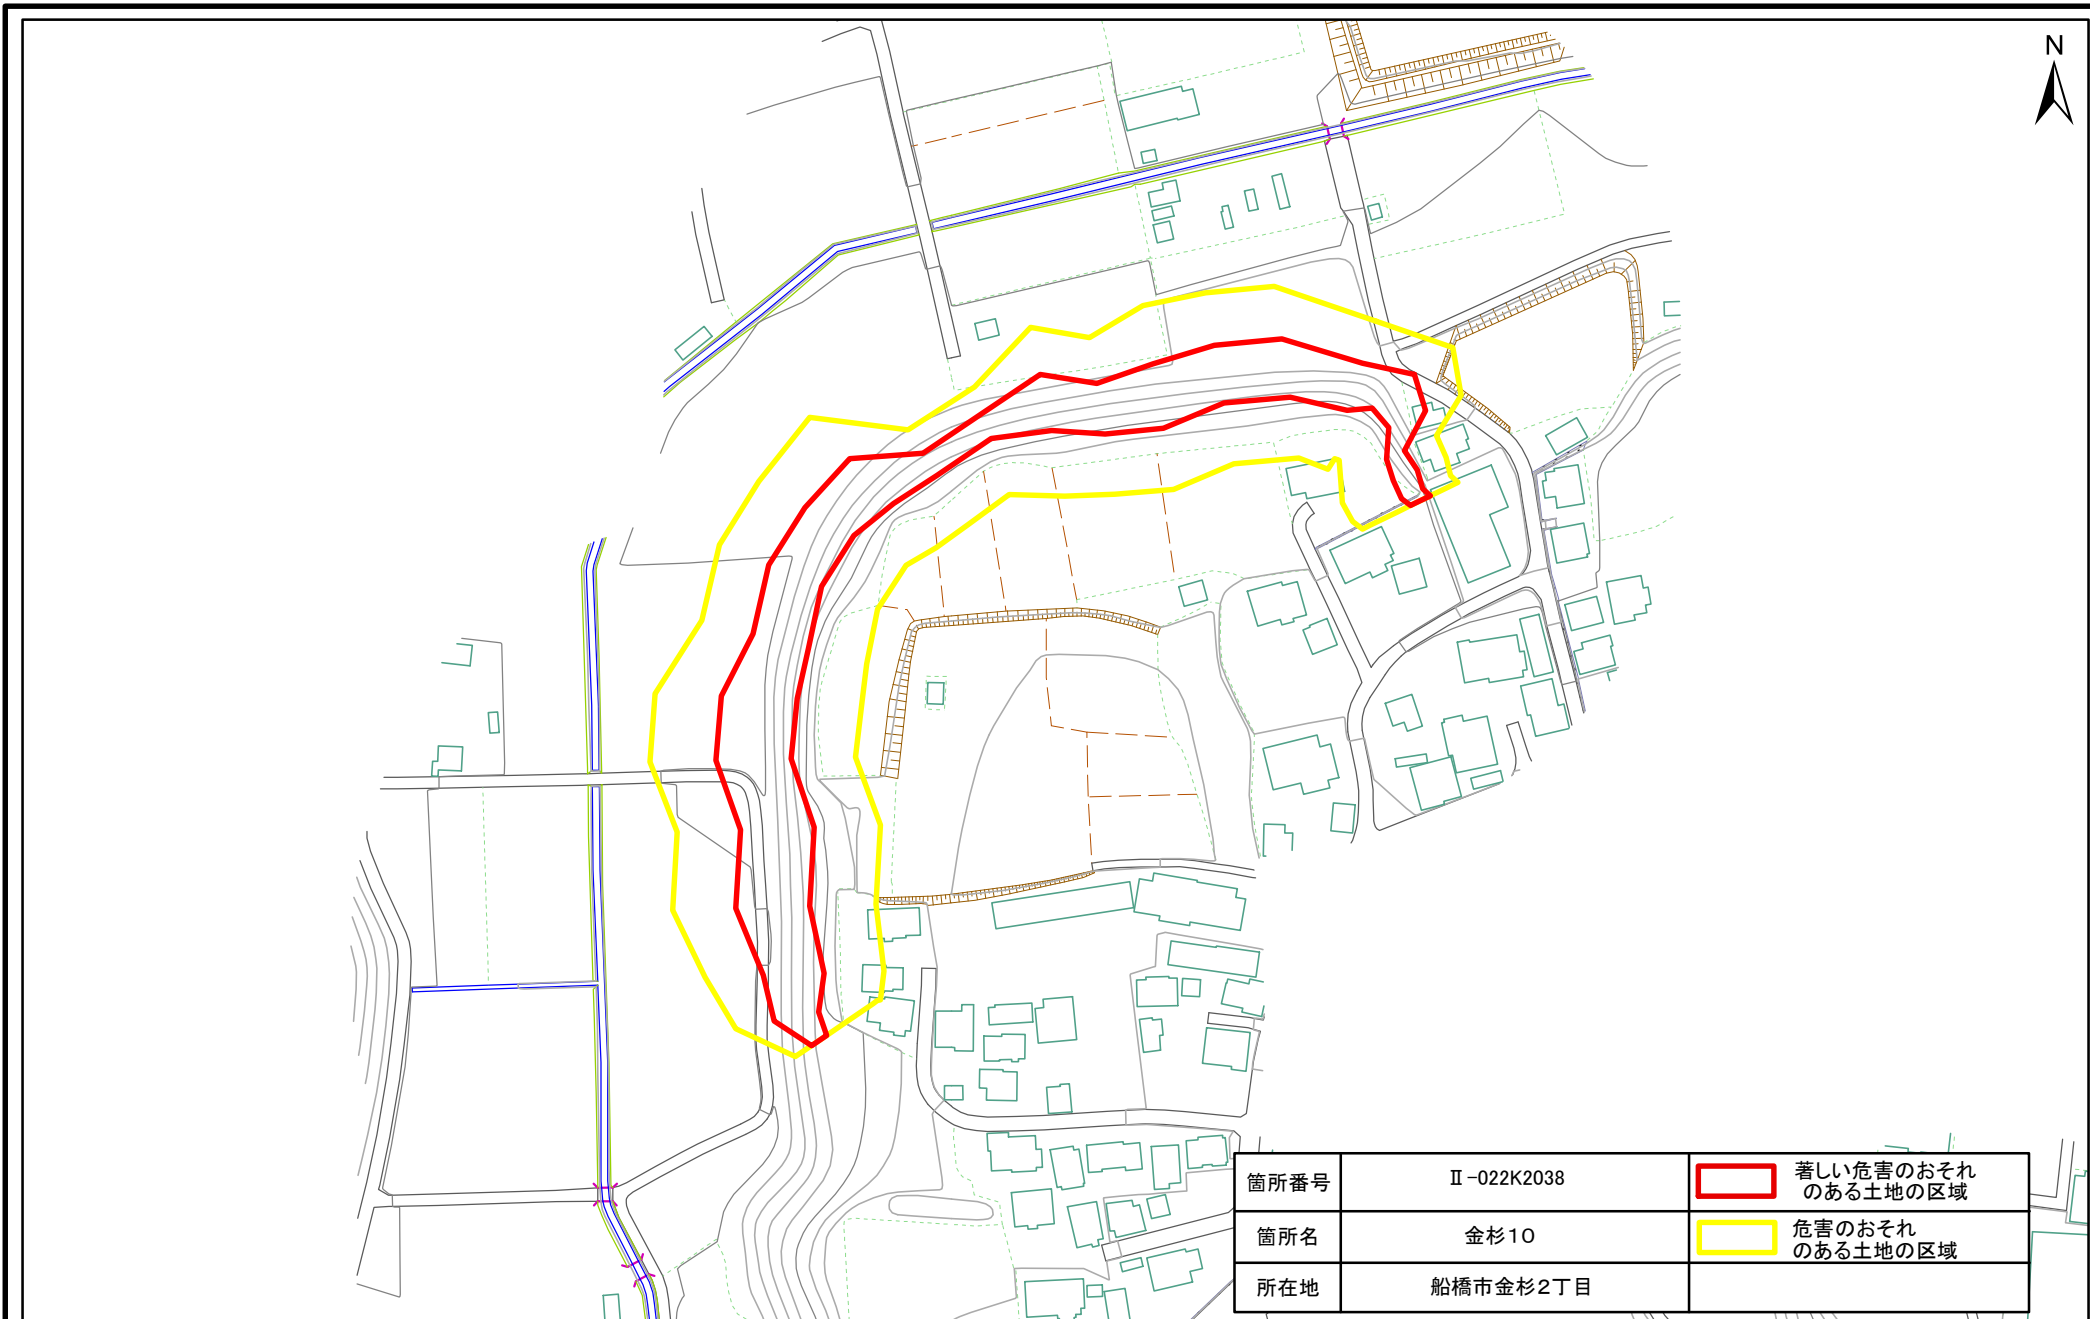 N
箇所番号
Ⅱ-022K2038
著しい危害のおそれ
のある土地の区域
箇所名
金杉10
危害のおそれ
のある土地の区域
所在地
船橋市金杉2丁目